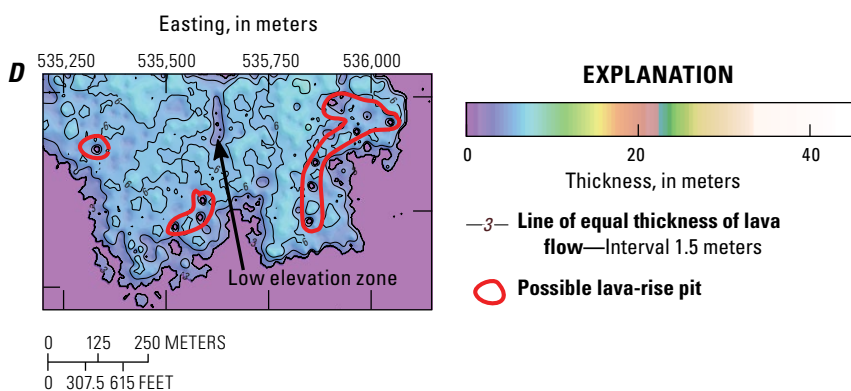 Easting, in meters
D
535,250 535,500 535,750 536,000
Low elevation zone
0 125 250 METERS
0 307.5 615 FEET
EXPLANATION
0 20 40
Thickness, in meters
—3— Line of equal thickness of lava
flow—Interval 1.5 meters
Possible lava-rise pit